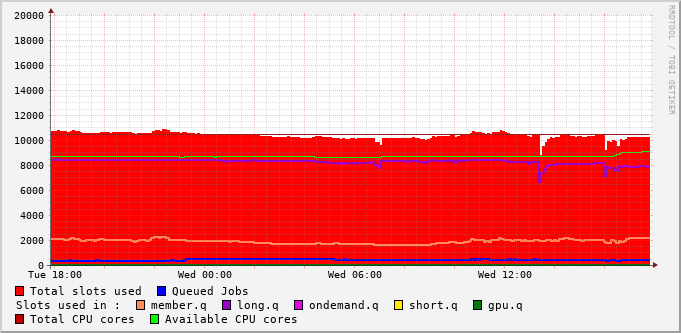 20000
18000
16000
14000
12000
10000
8000
6000
4000
2000
0
Tue 18:00 Wed 00:00 Wed 06:00 Wed 12:00
Total slots used Queued Jobs
Slots used in : member.q long.q ondemand.q short.q gpu.q
Total CPU cores Available CPU cores
RRDTOOL / TOBI OETIKER